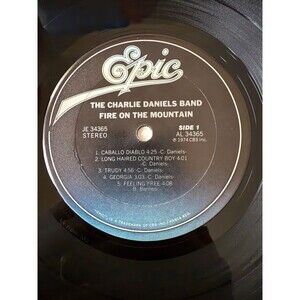 Epic
THE CHARLIE DANIELS BAND
FIRE ON THE MOUNTAIN
JE 34365
STEREO
SIDE 1
AL 34365
℗ 1974 CBS Inc.
1. CABALLO DIABLO 4:25 -C. Daniels-
2. LONG HAIRED COUNTRY BOY 4:01
-C. Daniels-
3. TRUDY 4:56 -C. Daniels-
4. GEORGIA 3:03 -C. Daniels-
5. FEELING FREE 4:08